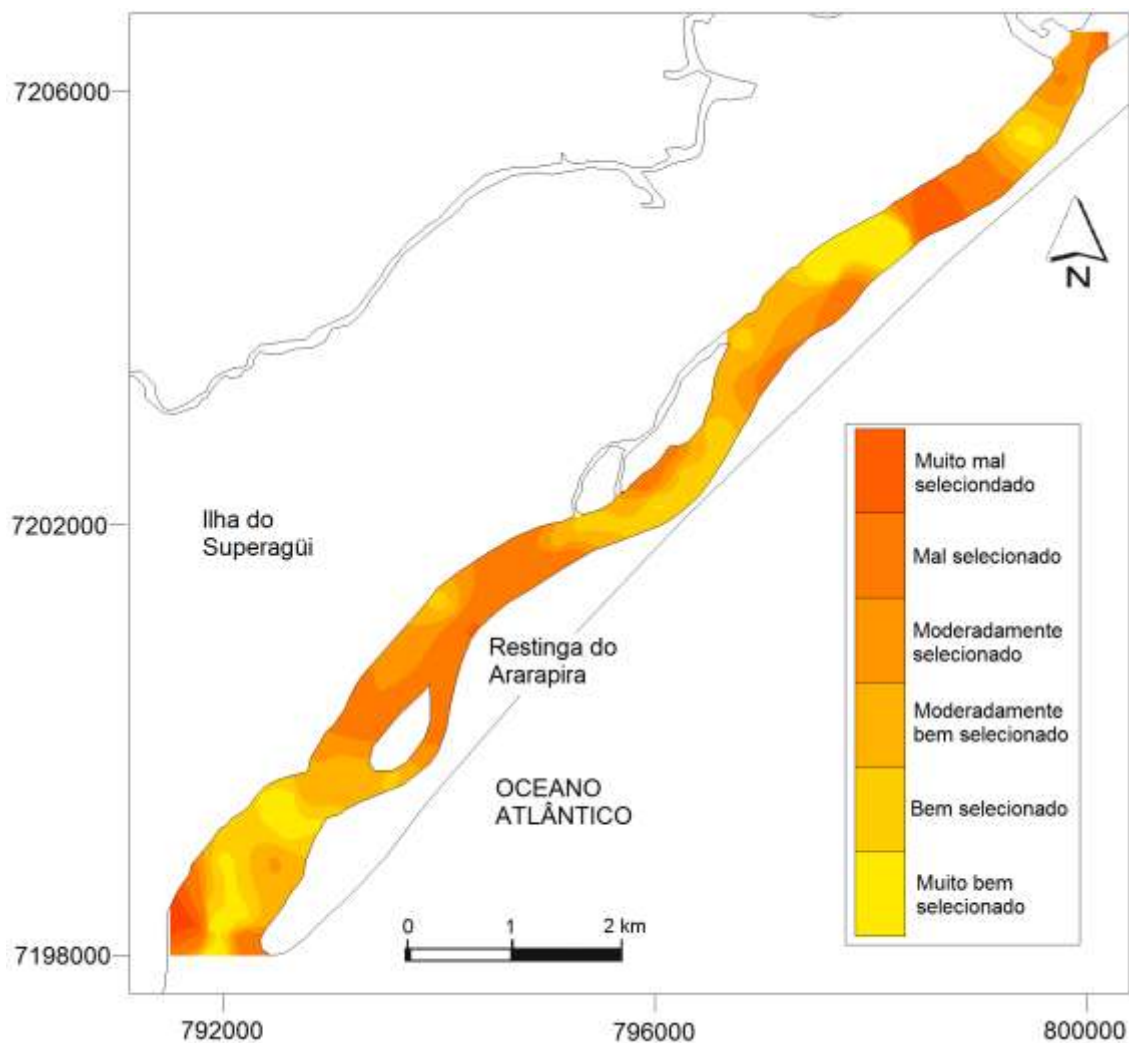 7206000
7202000
7198000
792000
796000
800000
N
Ilha do
Superagüi
Restinga do
Ararapira
OCEANO
ATLÂNTICO
0 1 2 km
Muito mal
seleciondado
Mal selecionado
Moderadamente
selecionado
Moderadamente
bem selecionado
Bem selecionado
Muito bem
selecionado